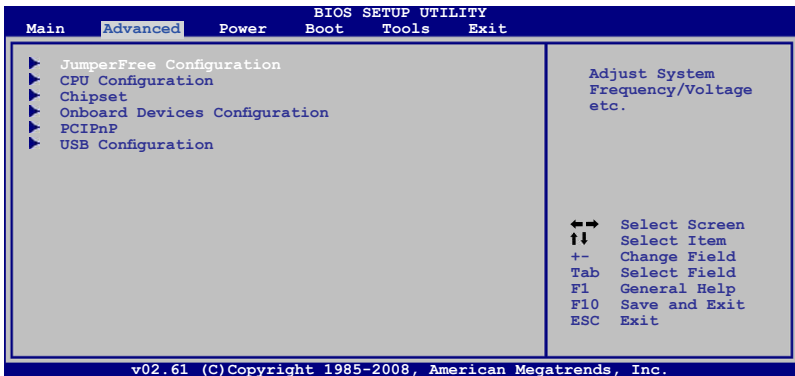 BIOS SETUP UTILITY
Main Advanced Power Boot Tools Exit
JumperFree Configuration
CPU Configuration
Chipset
Onboard Devices Configuration
PCIPnP
USB Configuration
Adjust System
Frequency/Voltage
etc.
←→ Select Screen
↑↓ Select Item
+- Change Field
Tab Select Field
F1 General Help
F10 Save and Exit
ESC Exit
v02.61 (C)Copyright 1985-2008, American Megatrends, Inc.